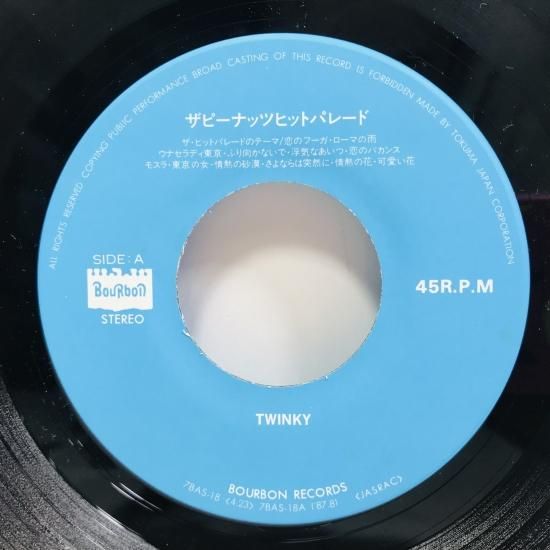 ALL RIGHTS RESERVED COPYING PUBLIC PERFORMANCE BROAD CASTING OF THIS RECORD IS FORBIDDEN MADE BY TOKUMA JAPAN CORPORATION
ザピーナッツヒットパレード
ザ・ヒットパレードのテーマ/恋のフーガ・ローマの雨
ウナセラディ東京・ふり向かないで・浮気なあいつ・恋のバカンス
モスラ・東京の女・情熱の砂漠・さよならは突然に・情熱の花・可愛い花
SIDE:A
BouRbon
STEREO
45R.P.M
TWINKY
BOURBON RECORDS
7BAS-18 〈4:23〉 7BAS-18A ('87.8) 〈JASRAC〉